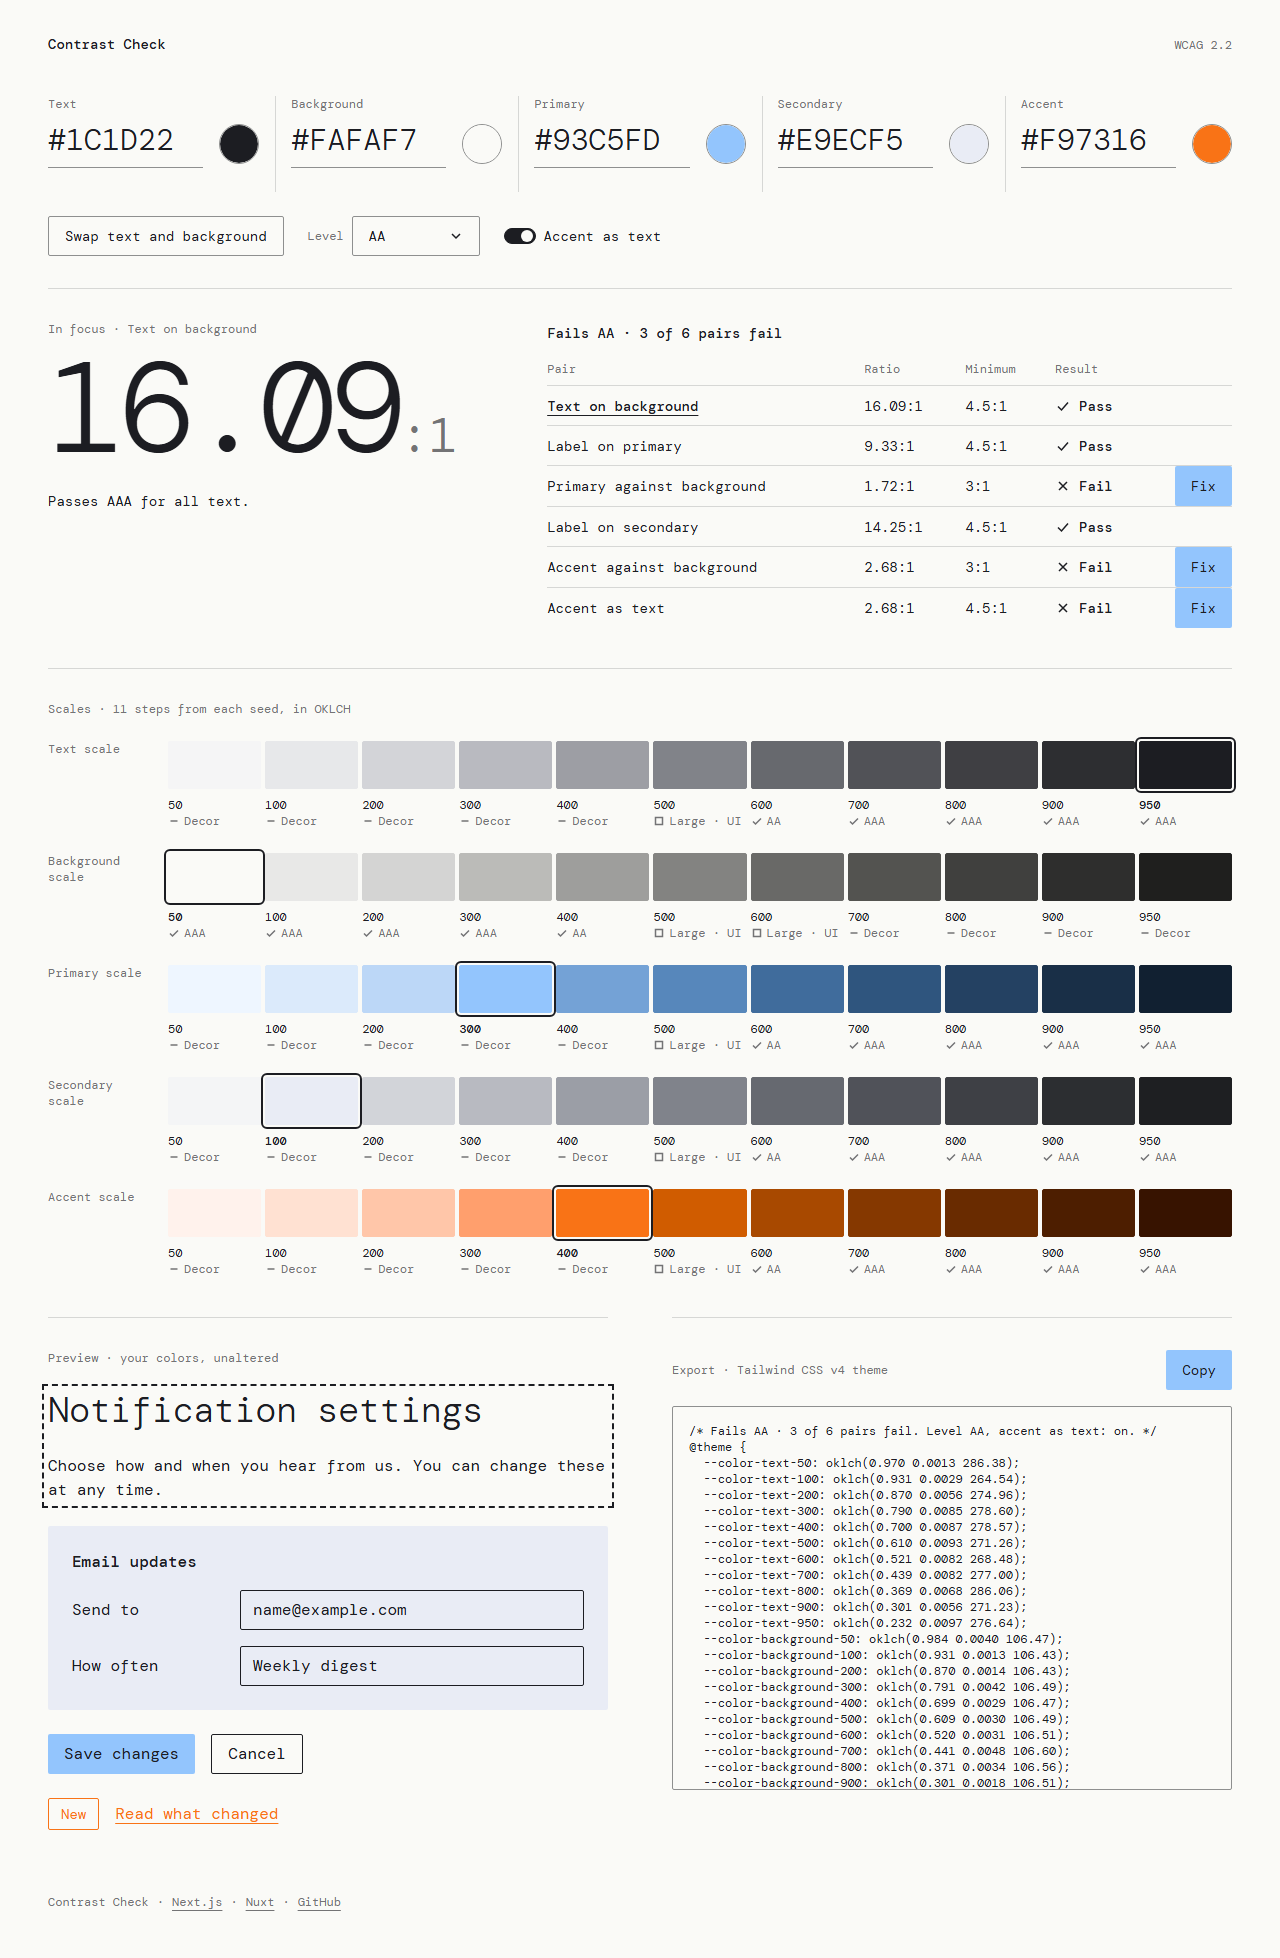 Contrast Check
WCAG 2.2
Text
Background
Primary
Secondary
Accent
#1C1D22
#FAFAF7
#93C5FD
#E9ECF5
#F97316
Swap text and background
Level
AA
Accent as text
In focus · Text on background
16.09:1
Passes AAA for all text.
Fails AA · 3 of 6 pairs fail
Pair Ratio Minimum Result
Text on background 16.09:1 4.5:1 Pass
Label on primary 9.33:1 4.5:1 Pass
Primary against background 1.72:1 3:1 Fail Fix
Label on secondary 14.25:1 4.5:1 Pass
Accent against background 2.68:1 3:1 Fail Fix
Accent as text 2.68:1 4.5:1 Fail Fix
Scales · 11 steps from each seed, in OKLCH
Text scale
50 100 200 300 400 500 600 700 800 900 950
Decor Decor Decor Decor Decor Large · UI AA AAA AAA AAA AAA
Background
scale
50 100 200 300 400 500 600 700 800 900 950
AAA AAA AAA AAA AA Large · UI Large · UI Decor Decor Decor Decor
Primary scale
50 100 200 300 400 500 600 700 800 900 950
Decor Decor Decor Decor Decor Large · UI AA AAA AAA AAA AAA
Secondary
scale
50 100 200 300 400 500 600 700 800 900 950
Decor Decor Decor Decor Decor Large · UI AA AAA AAA AAA AAA
Accent scale
50 100 200 300 400 500 600 700 800 900 950
Decor Decor Decor Decor Decor Large · UI AA AAA AAA AAA AAA
Preview · your colors, unaltered
Notification settings
Choose how and when you hear from us. You can change these
at any time.
Email updates
Send to
name@example.com
How often
Weekly digest
Save changes
Cancel
New
Read what changed
Export · Tailwind CSS v4 theme
Copy
/* Fails AA · 3 of 6 pairs fail. Level AA, accent as text: on. */
@theme {
--color-text-50: oklch(0.970 0.0013 286.38);
--color-text-100: oklch(0.931 0.0029 264.54);
--color-text-200: oklch(0.870 0.0056 274.96);
--color-text-300: oklch(0.790 0.0085 278.60);
--color-text-400: oklch(0.700 0.0087 278.57);
--color-text-500: oklch(0.610 0.0093 271.26);
--color-text-600: oklch(0.521 0.0082 268.48);
--color-text-700: oklch(0.439 0.0082 277.00);
--color-text-800: oklch(0.369 0.0068 286.06);
--color-text-900: oklch(0.301 0.0056 271.23);
--color-text-950: oklch(0.232 0.0097 276.64);
--color-background-50: oklch(0.984 0.0040 106.47);
--color-background-100: oklch(0.931 0.0013 106.43);
--color-background-200: oklch(0.870 0.0014 106.43);
--color-background-300: oklch(0.791 0.0042 106.49);
--color-background-400: oklch(0.699 0.0029 106.47);
--color-background-500: oklch(0.609 0.0030 106.49);
--color-background-600: oklch(0.520 0.0031 106.51);
--color-background-700: oklch(0.441 0.0048 106.60);
--color-background-800: oklch(0.371 0.0034 106.56);
--color-background-900: oklch(0.301 0.0018 106.51);
Contrast Check · Next.js · Nuxt · GitHub